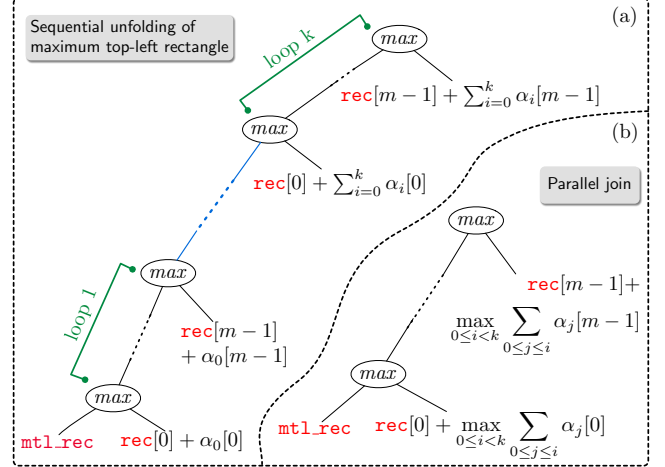 Sequential unfolding of
maximum top-left rectangle
(a)
max
loop k
rec[m−1] + ∑_{i=0}^{k} α_i[m−1]
max
(b)
rec[0] + ∑_{i=0}^{k} α_i[0]
Parallel join
max
max
loop 1
rec[m−1]+
rec[m−1]
+ α_0[m−1]
max_{0≤i<k} ∑_{0≤j≤i} α_j[m−1]
max
max
mtl_rec
rec[0] + α_0[0]
mtl_rec
rec[0] + max_{0≤i<k} ∑_{0≤j≤i} α_j[0]